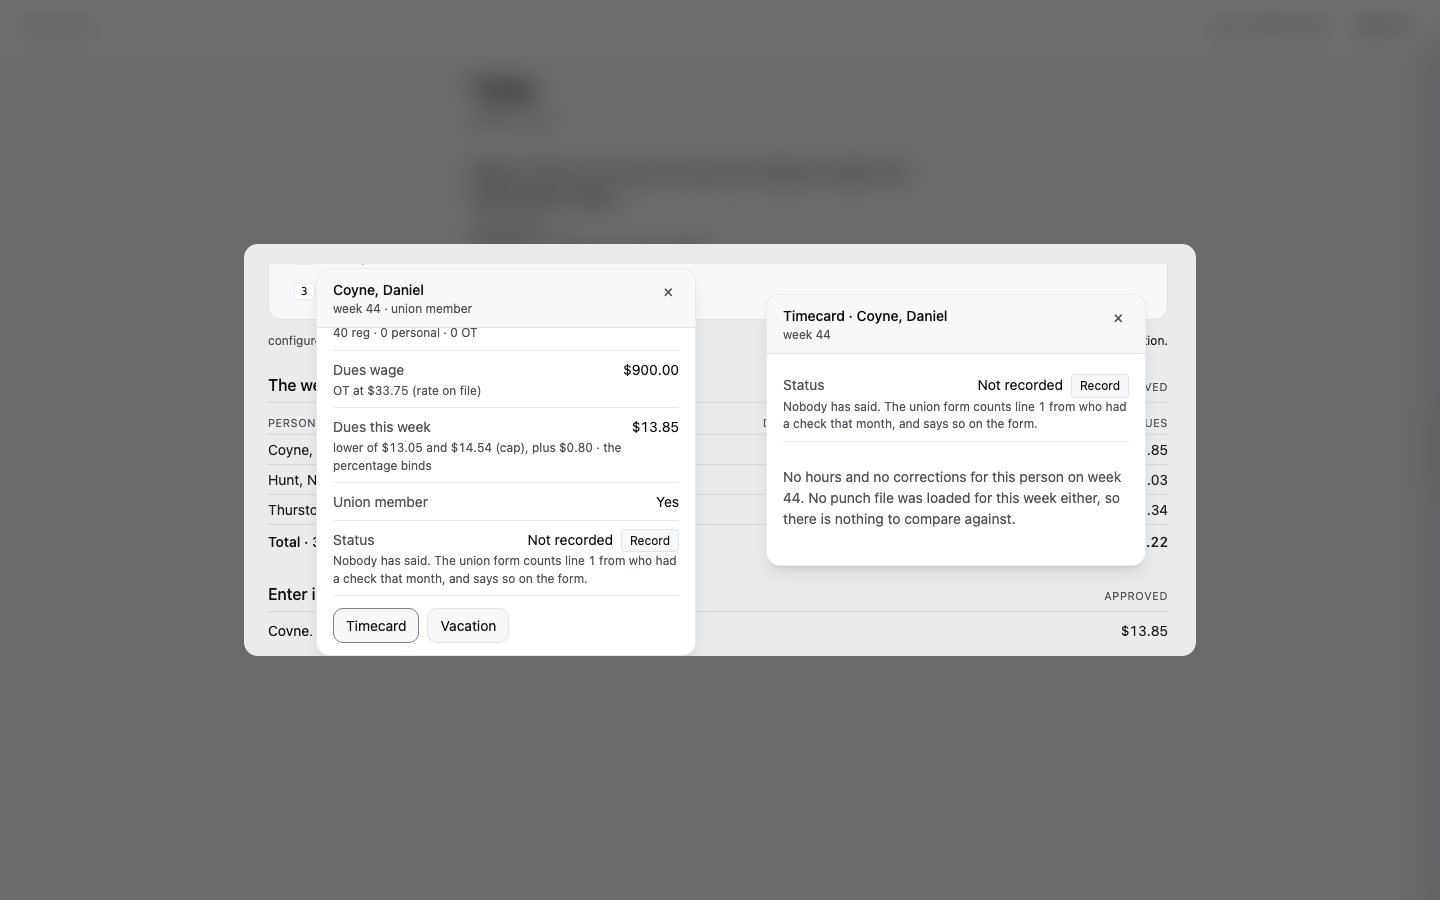 3
configur
The we
PERSON
Coyne,
Hunt, N
Thursto
Total · 3
Enter i
Coyne.
Coyne, Daniel
×
week 44 · union member
40 reg · 0 personal · 0 OT
Dues wage $900.00
OT at $33.75 (rate on file)
Dues this week $13.85
lower of $13.05 and $14.54 (cap), plus $0.80 · the
percentage binds
Union member Yes
Status Not recorded Record
Nobody has said. The union form counts line 1 from who had
a check that month, and says so on the form.
Timecard Vacation
Timecard · Coyne, Daniel
×
week 44
Status Not recorded Record
Nobody has said. The union form counts line 1 from who had
a check that month, and says so on the form.
No hours and no corrections for this person on week
44. No punch file was loaded for this week either, so
there is nothing to compare against.
tion.
VED
UES
.85
.03
.34
.22
APPROVED
$13.85